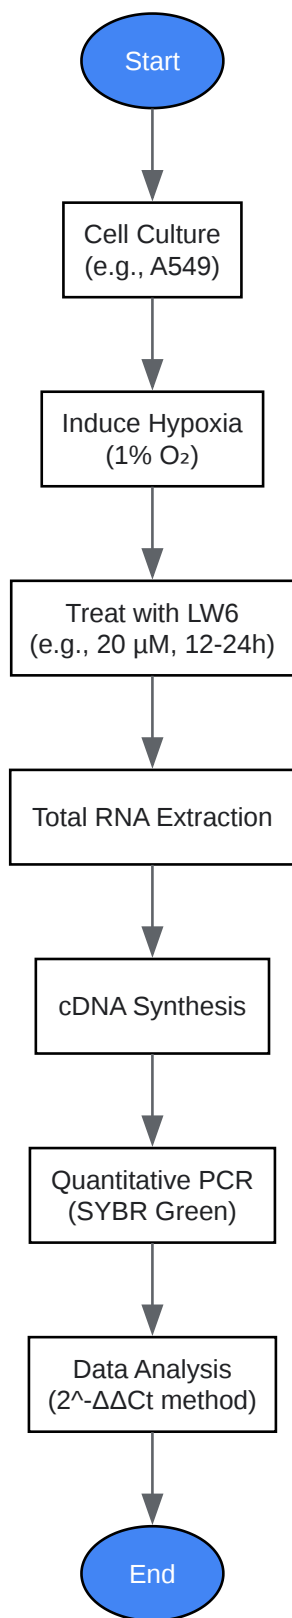 Start
Cell Culture
(e.g., A549)
Induce Hypoxia
(1% O₂)
Treat with LW6
(e.g., 20 µM, 12-24h)
Total RNA Extraction
cDNA Synthesis
Quantitative PCR
(SYBR Green)
Data Analysis
(2^-ΔΔCt method)
End